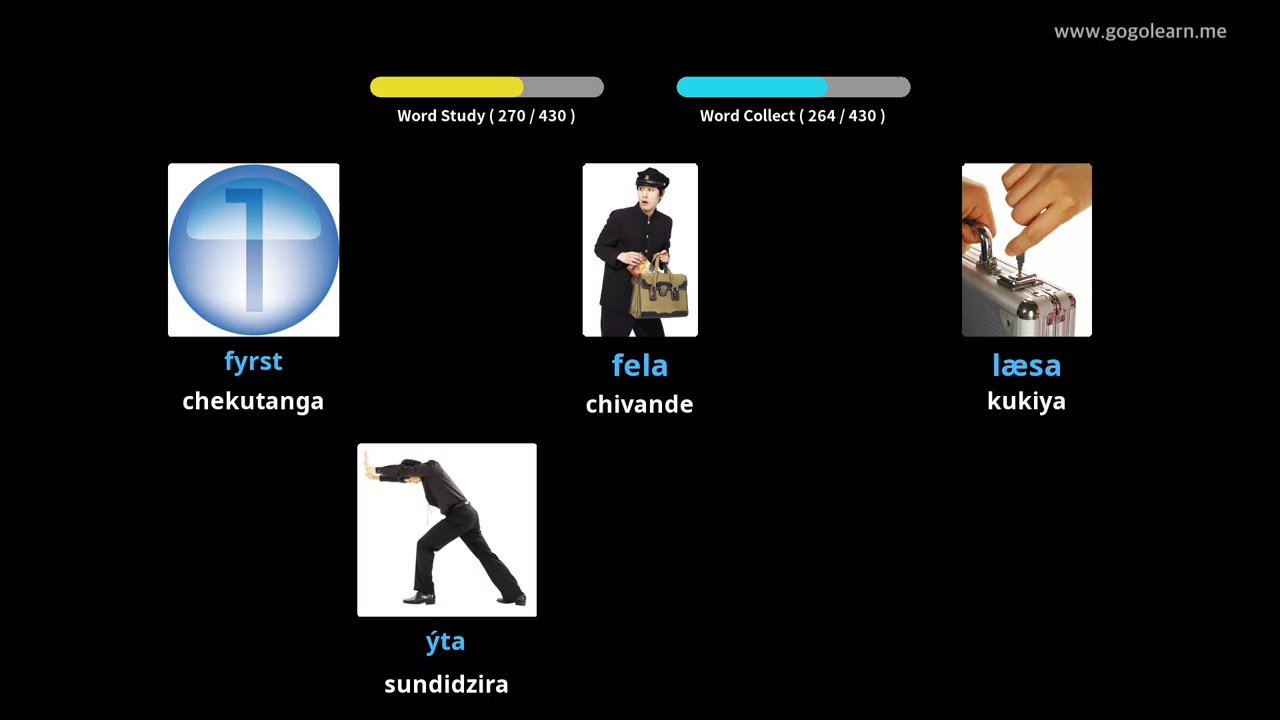 www.gogolearn.me
Word Study ( 270 / 430 )
Word Collect ( 264 / 430 )
1
fyrst
fela
læsa
chekutanga
chivande
kukiya
ýta
sundidzira